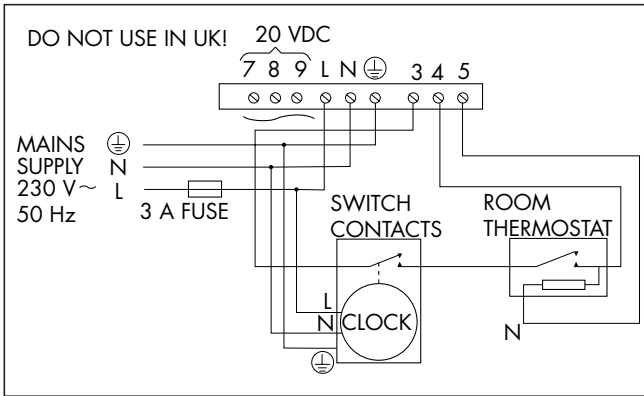 DO NOT USE IN UK!
20 VDC
7 8 9 L N 3 4 5
MAINS
SUPPLY
230 V~
50 Hz
N
L
3 A FUSE
SWITCH
CONTACTS
ROOM
THERMOSTAT
L
N
CLOCK
N